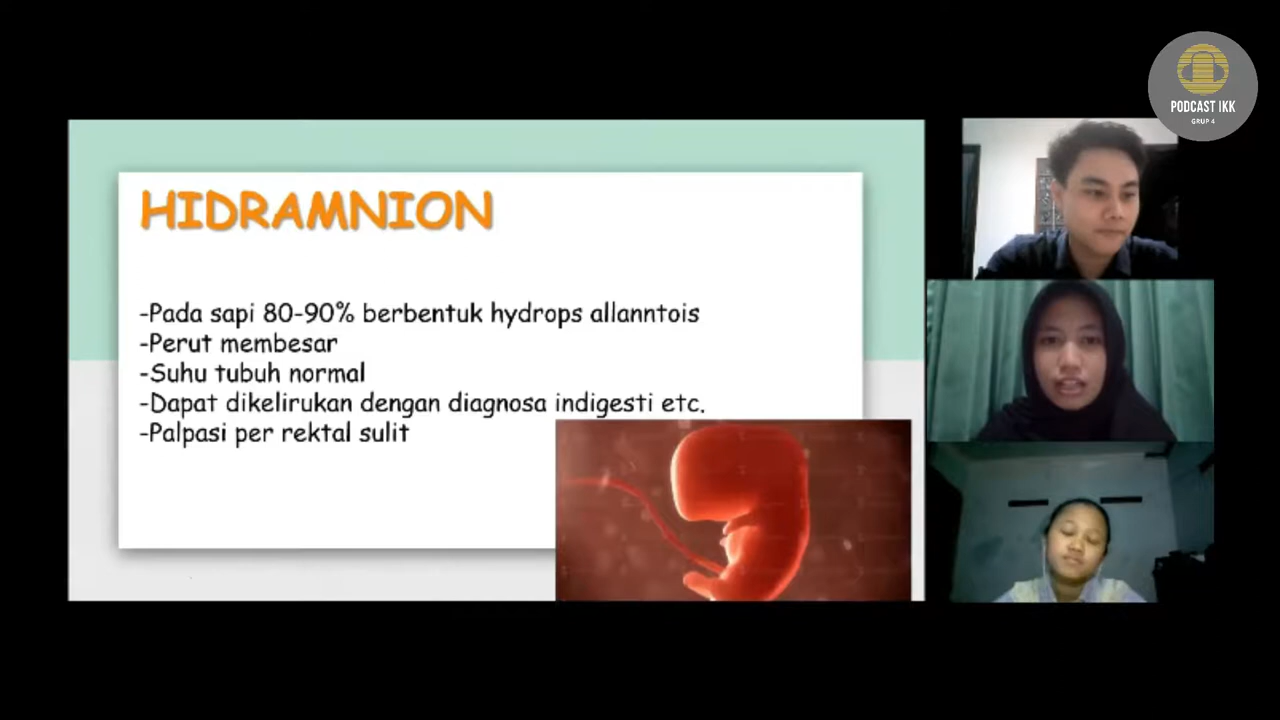 PODCAST IKK
GRUP 4
HIDRAMNION
-Pada sapi 80-90% berbentuk hydrops allanntois
-Perut membesar
-Suhu tubuh normal
-Dapat dikelirukan dengan diagnosa indigesti etc.
-Palpasi per rektal sulit